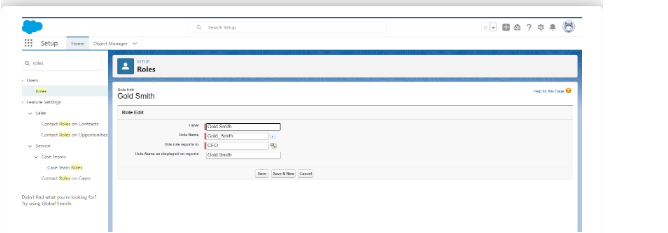 Search Setup
Setup
Home
Object Manager
roles
SETUP
Roles
Users
Roles
Feature Settings
Sales
Contact Roles on Contracts
Contact Roles on Opportunities
Service
Case Teams
Case Team Roles
Contact Roles on Cases
Didn't find what you're looking for?
Try using Global Search.
Role Edit
Gold Smith
Help for this Page
Role Edit
Label
Gold Smith
Role Name
Gold_Smith
This role reports to
CEO
Role Name as displayed on reports
Gold Smith
Save
Save & New
Cancel